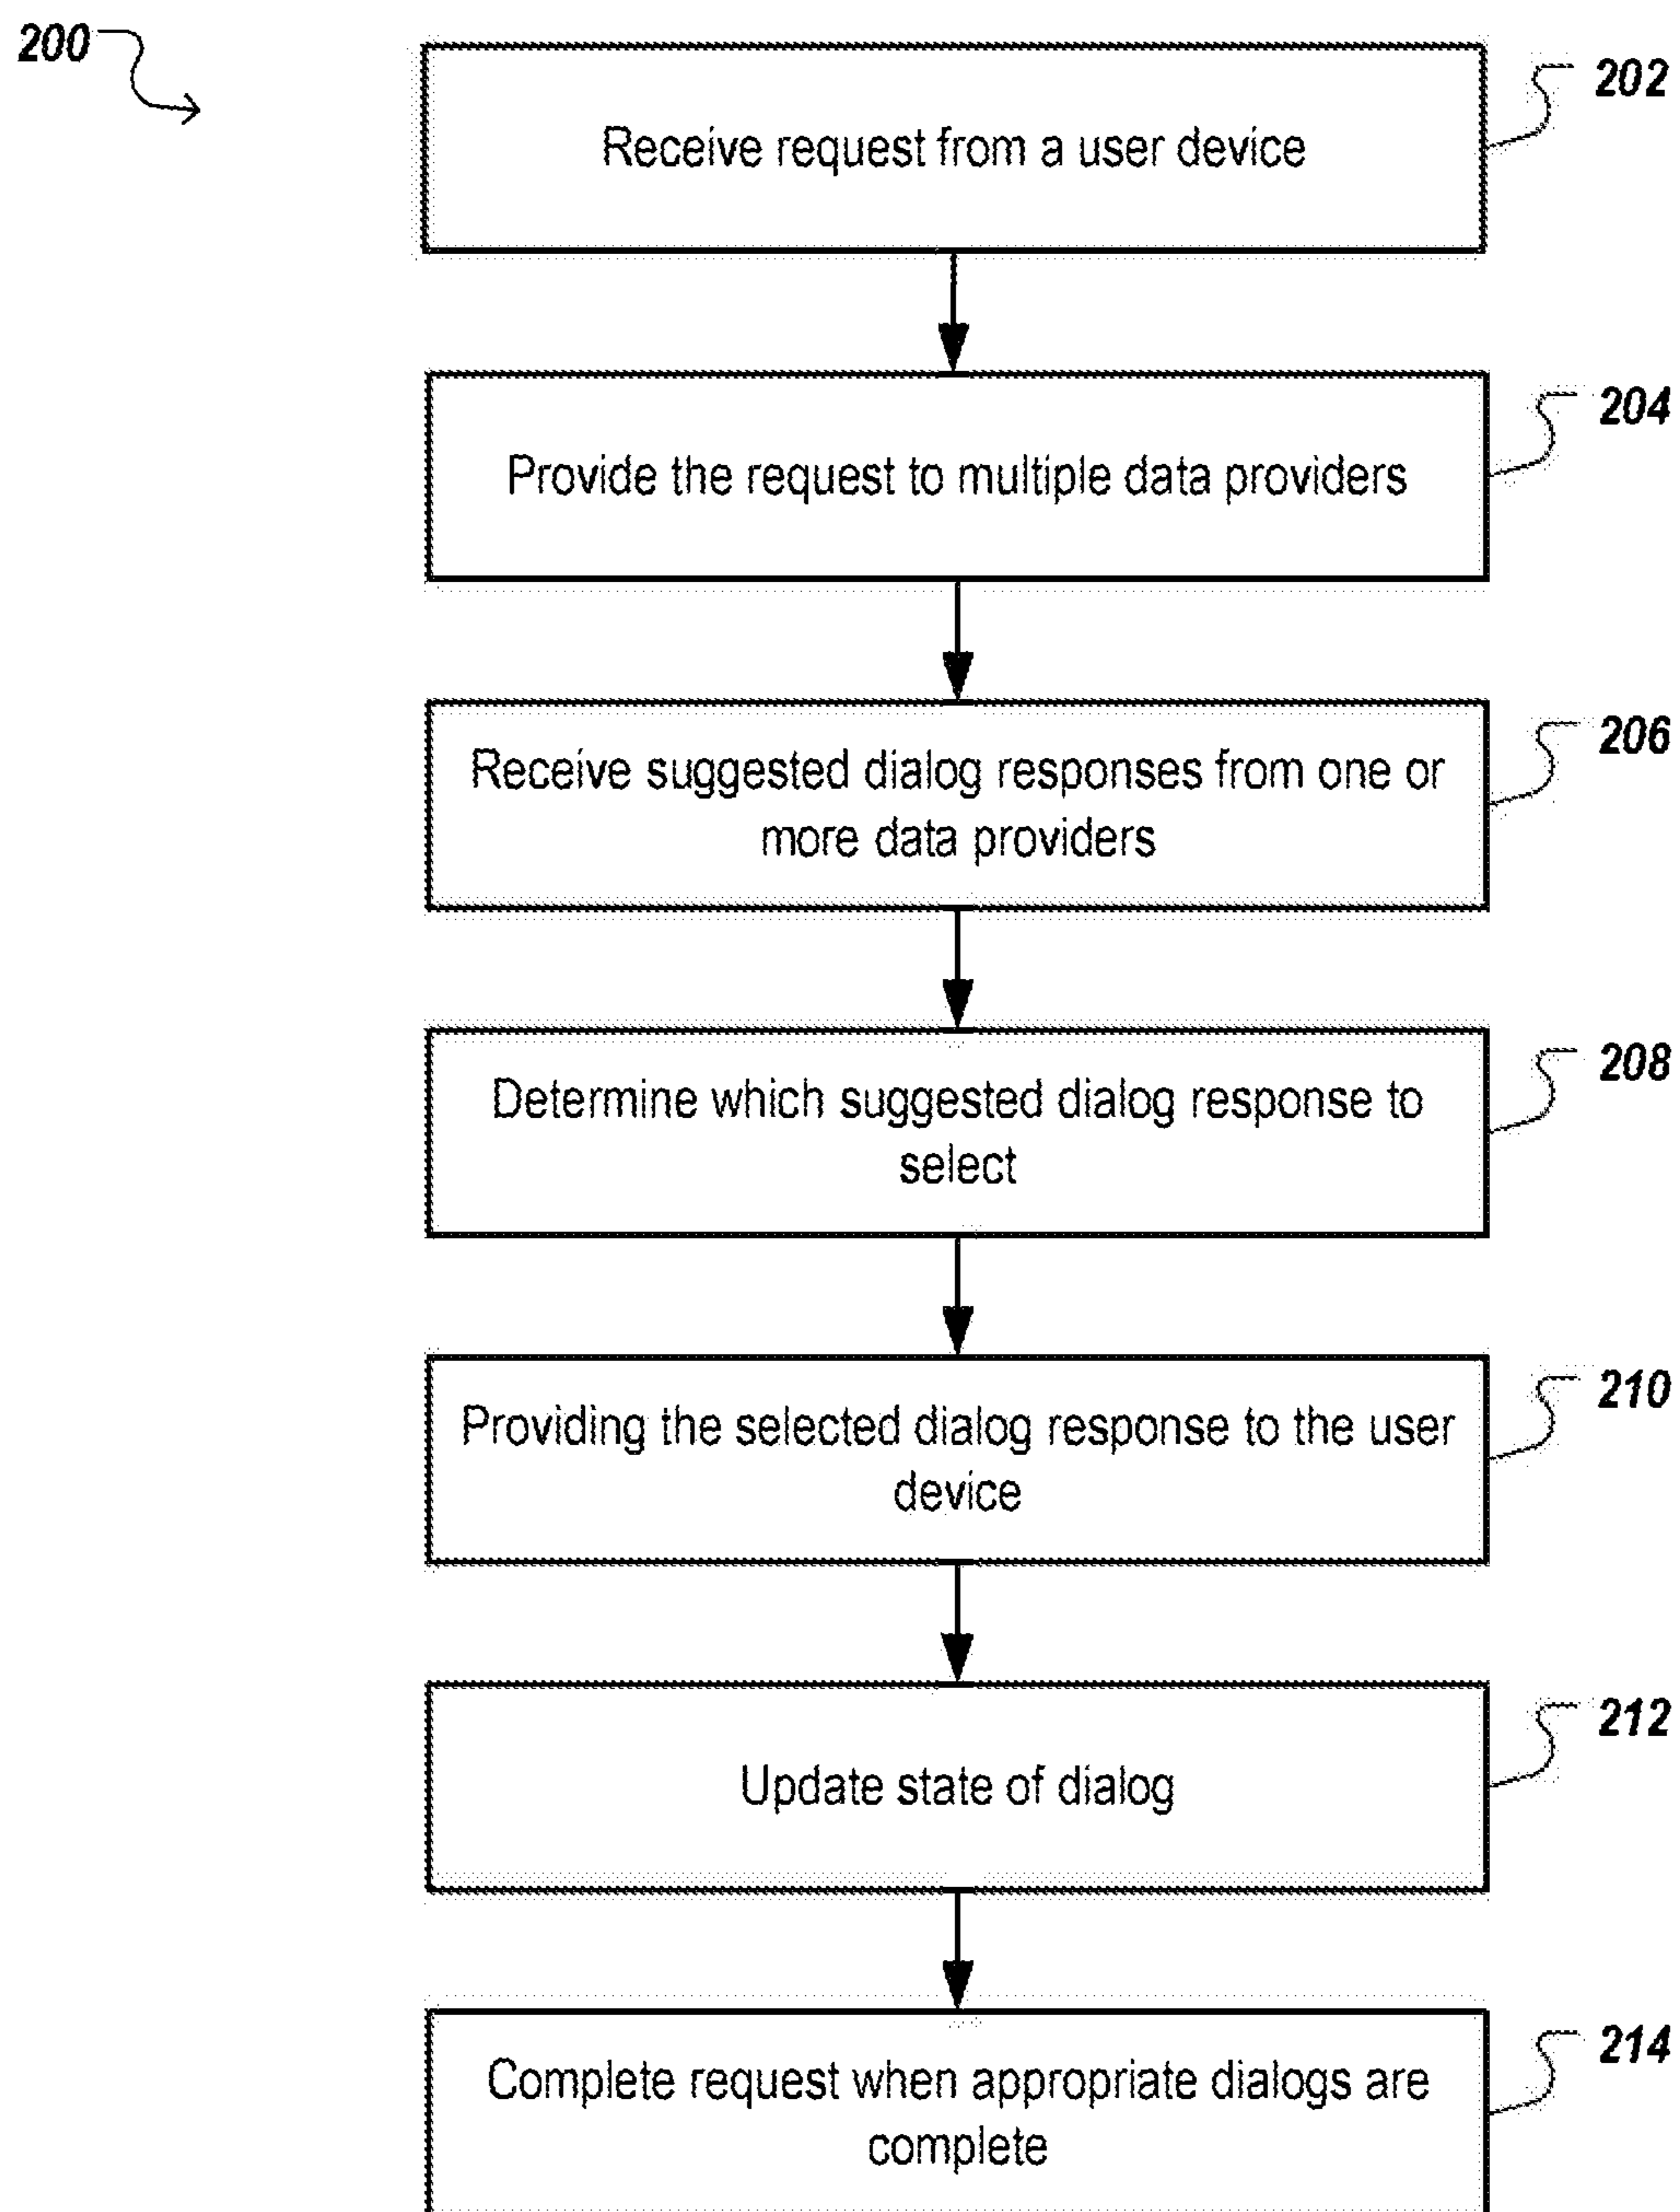 200
202
Receive request from a user device
204
Provide the request to multiple data providers
206
Receive suggested dialog responses from one or
more data providers
208
Determine which suggested dialog response to
select
210
Providing the selected dialog response to the user
device
212
Update state of dialog
214
Complete request when appropriate dialogs are
complete